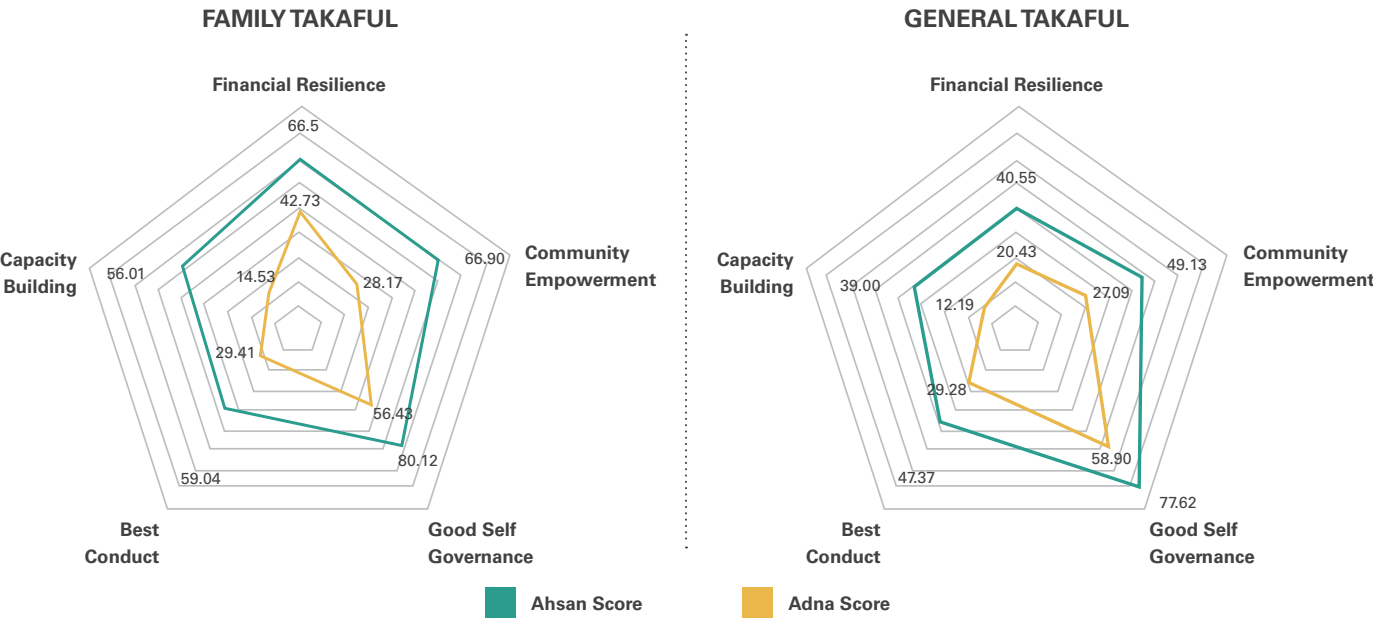 FAMILY TAKAFUL
Financial Resilience
66.5
42.73
Capacity
Building
56.01
14.53
28.17
66.90
Community
Empowerment
29.41
56.43
80.12
59.04
Best
Conduct
Good Self
Governance
GENERAL TAKAFUL
Financial Resilience
40.55
20.43
Capacity
Building
39.00
12.19
27.09
49.13
Community
Empowerment
29.28
58.90
47.37
77.62
Best
Conduct
Good Self
Governance
Ahsan Score
Adna Score